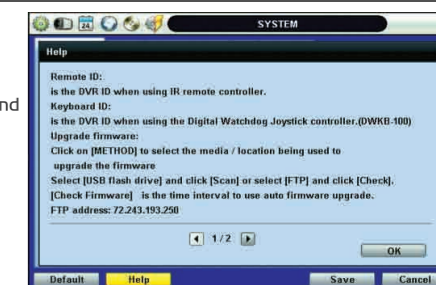 24
SYSTEM
Help
nd
Remote ID:
is the DVR ID when using IR remote controller.
Keyboard ID:
is the DVR ID when using the Digital Watchdog Joystick controller.(DWKB-100)
Upgrade firmware:
Click on [METHOD] to select the media / location being used to
upgrade the firmware
Select [USB flash drive] and click [Scan] or select [FTP] and click [Check].
[Check Firmware] is the time interval to use auto firmware upgrade.
FTP address: 72.243.193.250
1/2
OK
Default Help Save Cancel